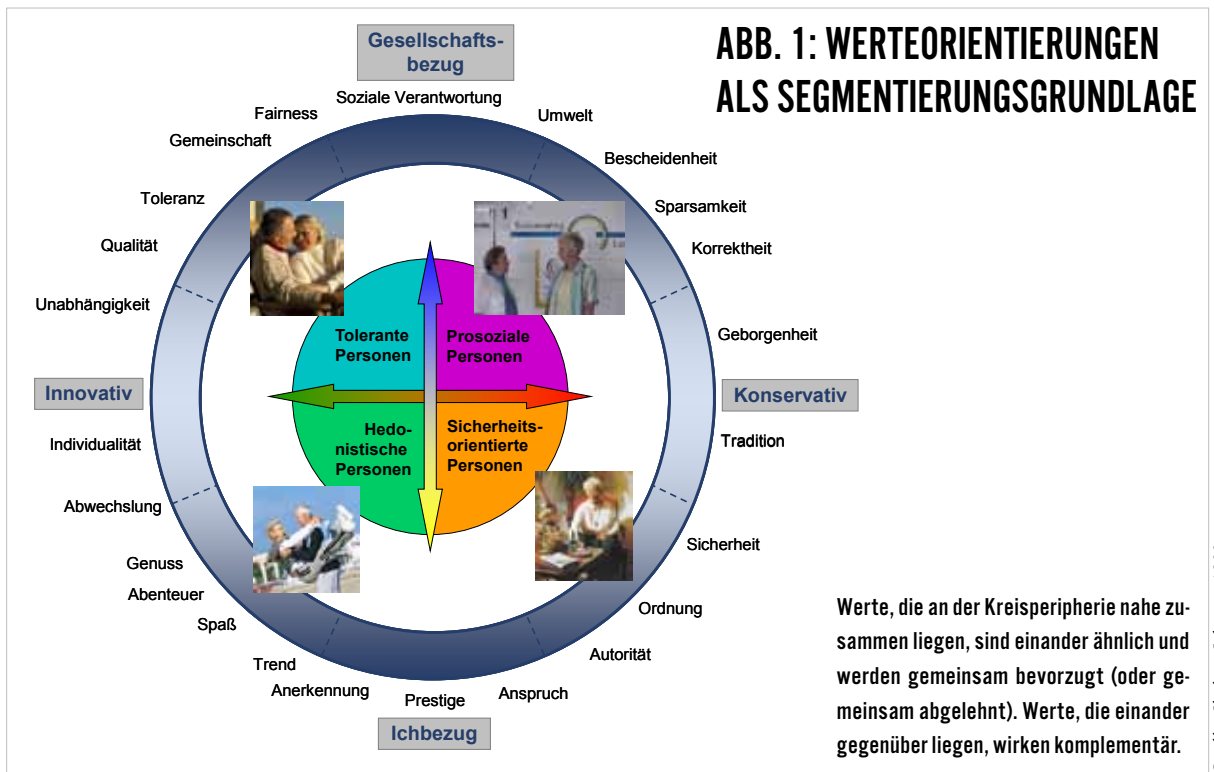 ABB. 1: WERTEORIENTIERUNGEN
ALS SEGMENTIERUNGSGRUNDLAGE
Gesellschafts-
bezug
Soziale Verantwortung
Fairness
Umwelt
Gemeinschaft
Bescheidenheit
Toleranz
Sparsamkeit
Qualität
Korrektheit
Unabhängigkeit
Geborgenheit
Tolerante
Personen
Prosoziale
Personen
Innovativ
Konservativ
Hedo-
nistische
Personen
Sicherheits-
orientierte
Personen
Individualität
Tradition
Abwechslung
Sicherheit
Genuss
Abenteuer
Ordnung
Spaß
Autorität
Trend
Anerkennung
Prestige
Anspruch
Ichbezug
Werte, die an der Kreisperipherie nahe zu-
sammen liegen, sind einander ähnlich und
werden gemeinsam bevorzugt (oder ge-
meinsam abgelehnt). Werte, die einander
gegenüber liegen, wirken komplementär.